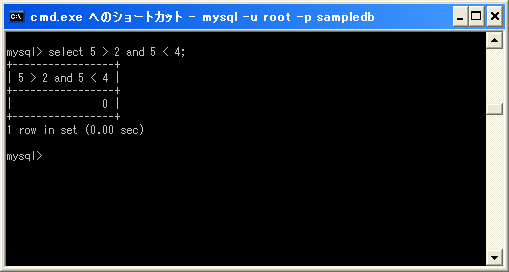 cmd.exe へのショートカット - mysql -u root -p sampledb
mysql> select 5 > 2 and 5 < 4;
+-----------------+
| 5 > 2 and 5 < 4 |
+-----------------+
|               0 |
+-----------------+
1 row in set (0.00 sec)
mysql>